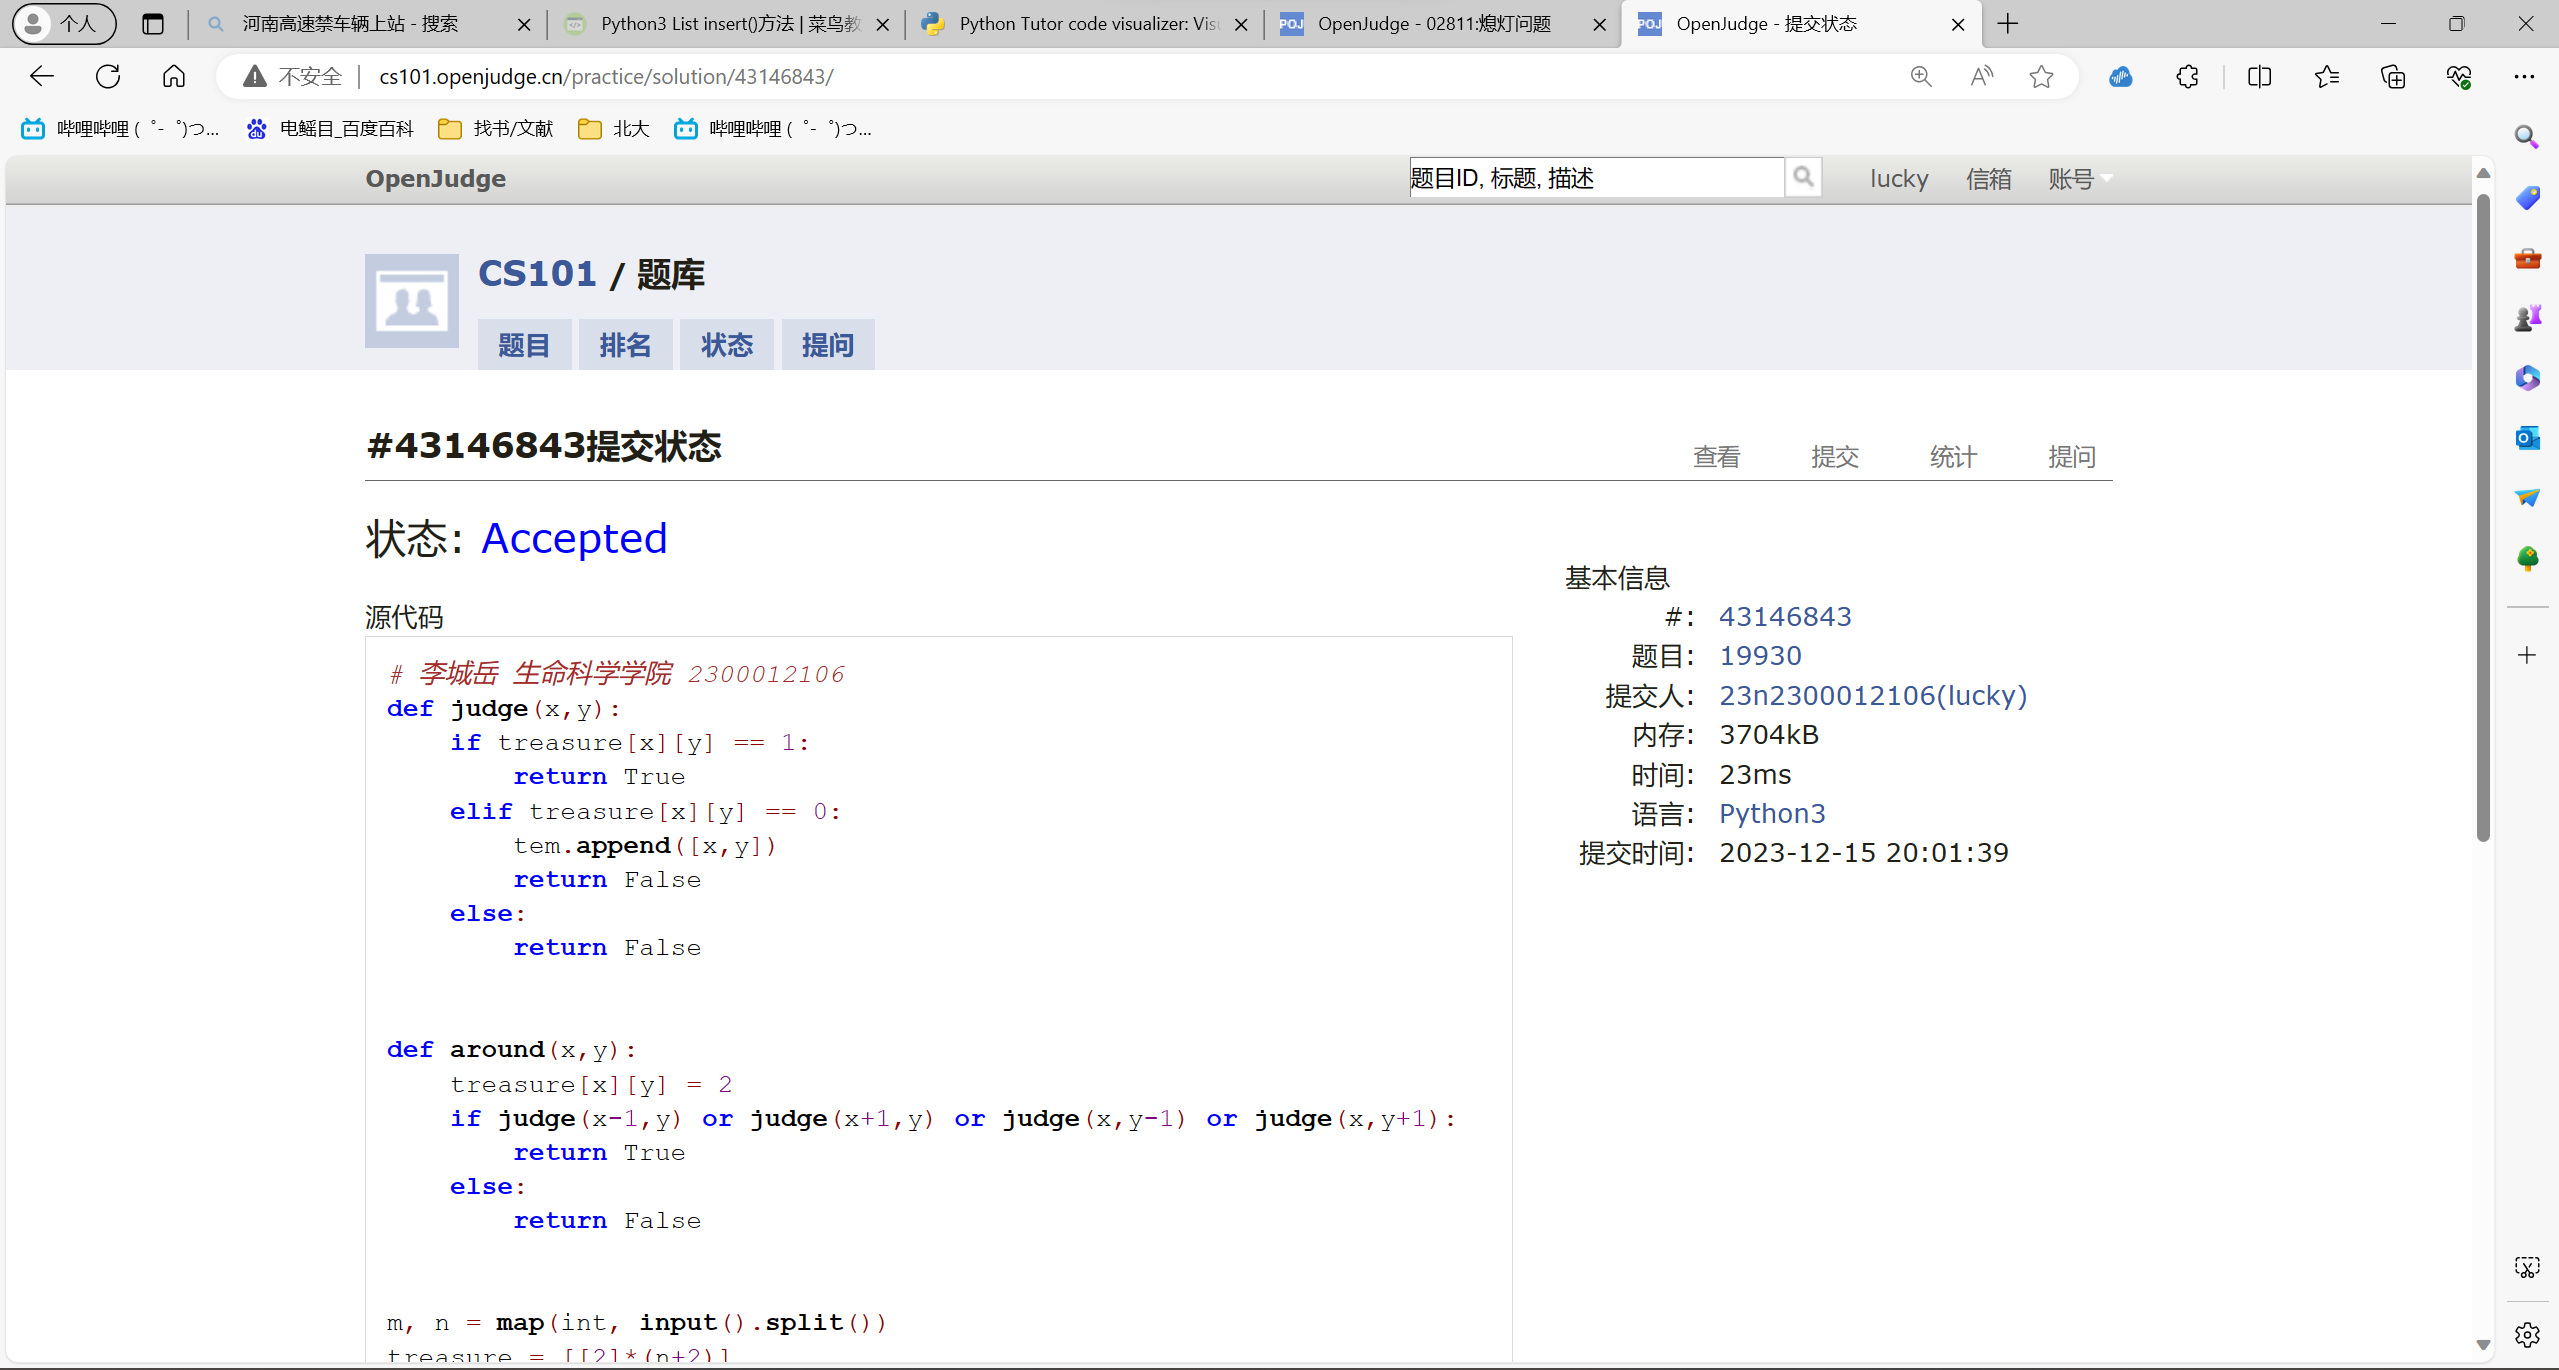 个人
河南高速禁车辆上站 - 搜索
Python3 List insert()方法 | 菜鸟教
Python Tutor code visualizer: Visu
POJ
OpenJudge - 02811:熄灯问题
POJ
OpenJudge - 提交状态
不安全
cs101.openjudge.cn/practice/solution/43146843/
哔哩哔哩 (゜-゜)つ...
电鳐目_百度百科
找书/文献
北大
哔哩哔哩 (゜-゜)つ...
OpenJudge
题目ID, 标题, 描述
lucky
信箱
账号
CS101 / 题库
题目
排名
状态
提问
#43146843提交状态
查看
提交
统计
提问
状态: Accepted
源代码
# 李城岳 生命科学学院 2300012106
def judge(x,y):
    if treasure[x][y] == 1:
        return True
    elif treasure[x][y] == 0:
        tem.append([x,y])
        return False
    else:
        return False
def around(x,y):
    treasure[x][y] = 2
    if judge(x-1,y) or judge(x+1,y) or judge(x,y-1) or judge(x,y+1):
        return True
    else:
        return False
m, n = map(int, input().split())
treasure = [[2]*(n+2)]
基本信息
#: 43146843
题目: 19930
提交人: 23n2300012106(lucky)
内存: 3704kB
时间: 23ms
语言: Python3
提交时间: 2023-12-15 20:01:39